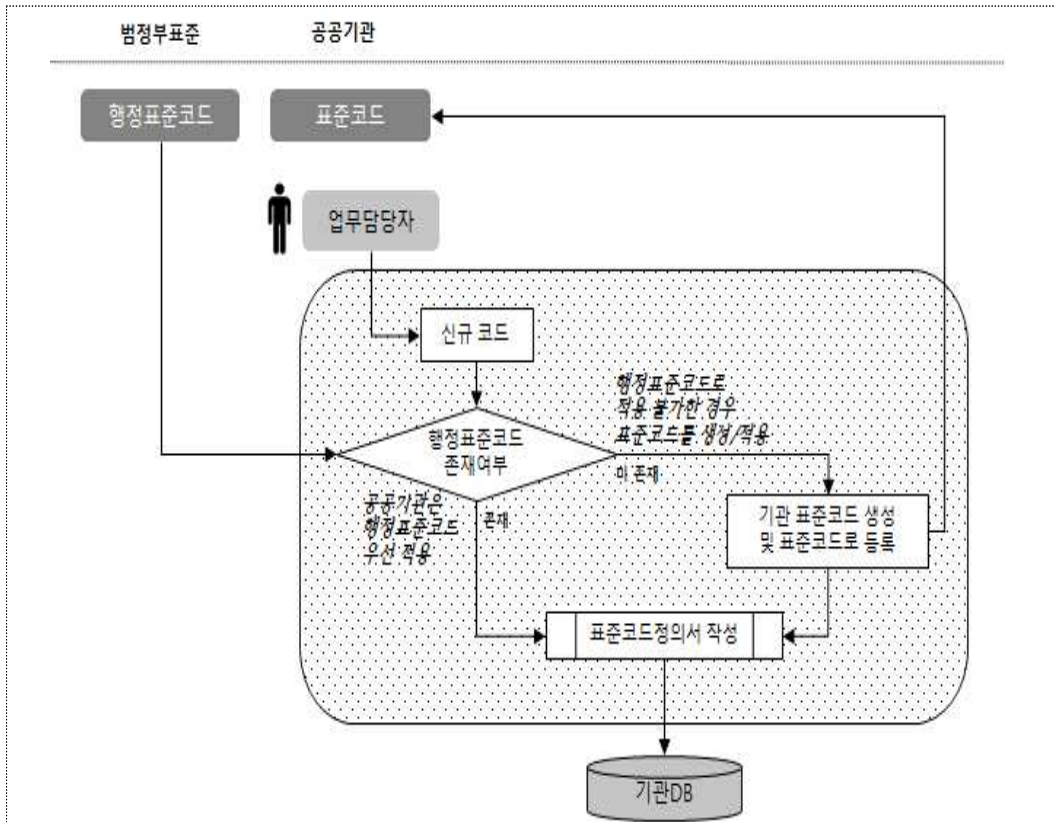 범정부표준
공공기관
행정표준코드
표준코드
업무담당자
신규 코드
행정표준코드로
적용 불가한 경우
표준코드를 생성/적용
행정표준코드
존재여부
미 존재
공공기관은
행정표준코드
우선 적용
존재
기관 표준코드 생성
및 표준코드로 등록
표준코드정의서 작성
기관DB